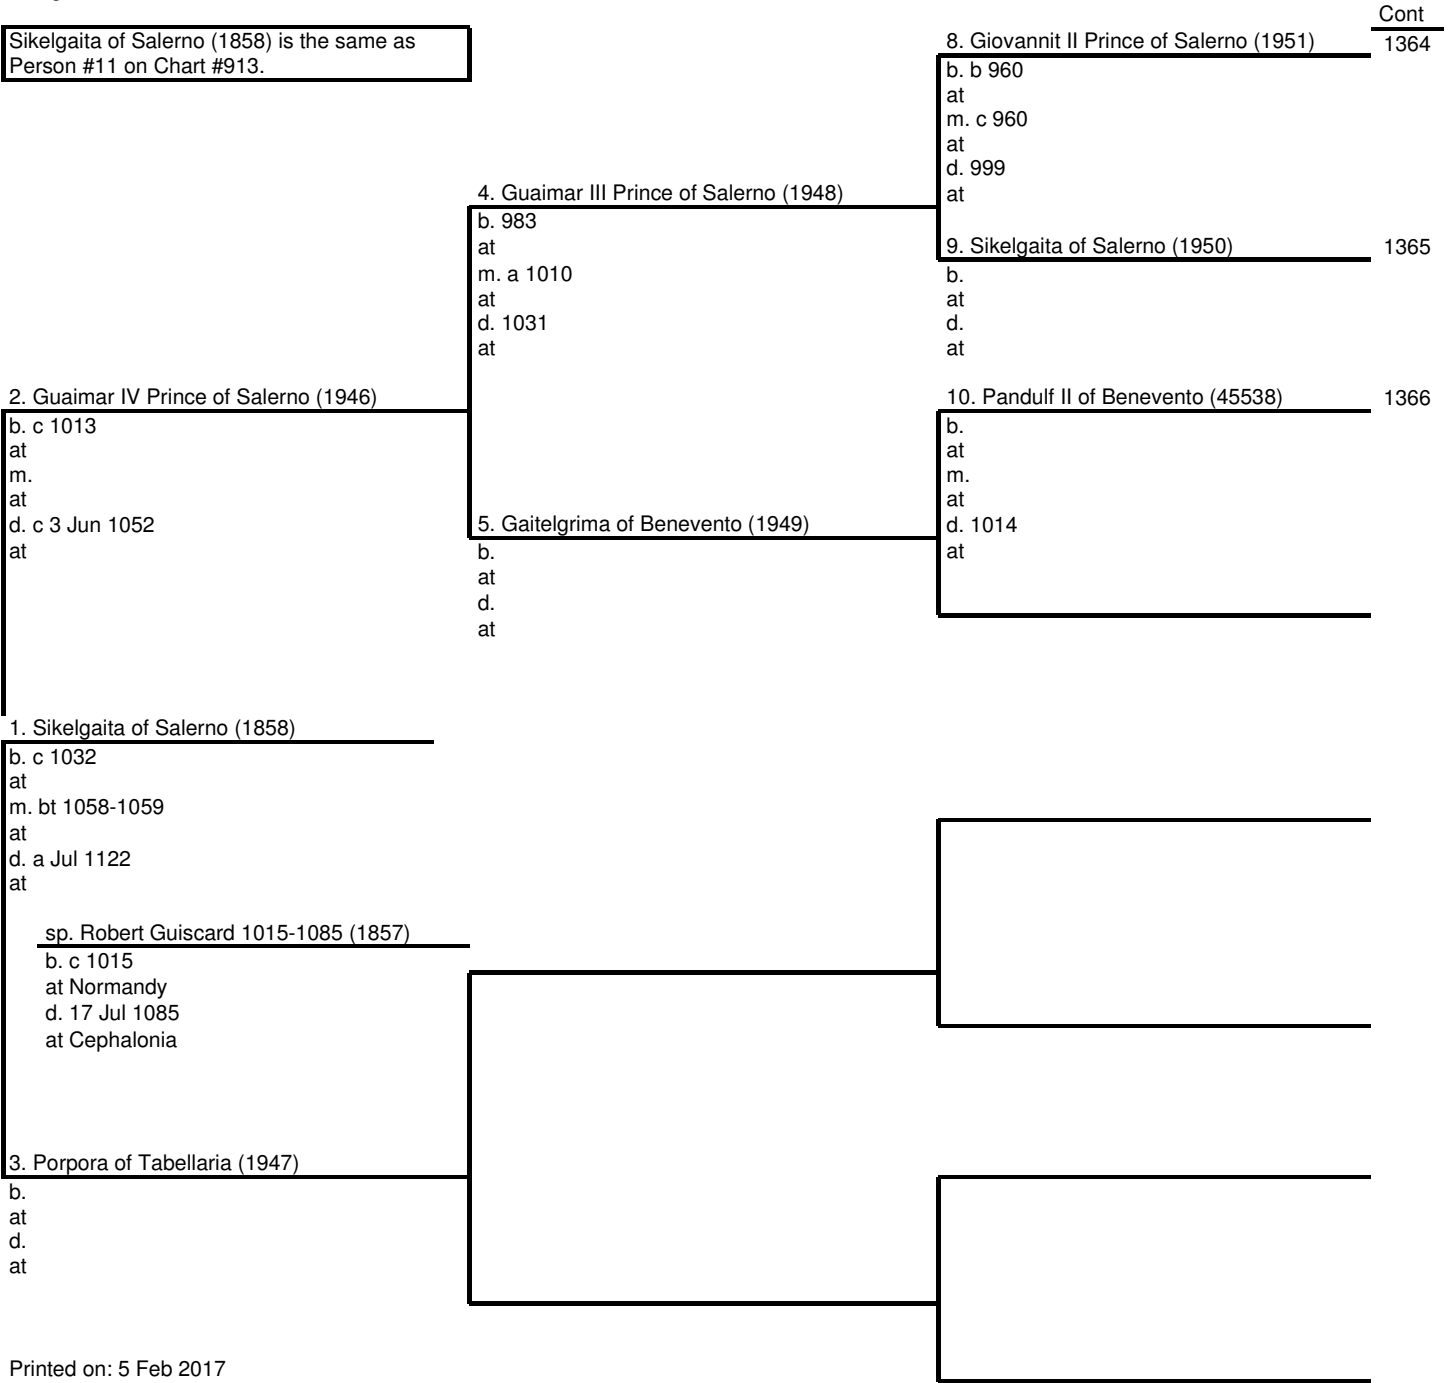 Cont
Sikelgaita of Salerno (1858) is the same as
Person #11 on Chart #913.
8. Giovannit II Prince of Salerno (1951)
1364
b. b 960
at
m. c 960
at
d. 999
at
4. Guaimar III Prince of Salerno (1948)
b. 983
at
m. a 1010
at
d. 1031
at
9. Sikelgaita of Salerno (1950)
1365
b.
at
d.
at
2. Guaimar IV Prince of Salerno (1946)
b. c 1013
at
m.
at
d. c 3 Jun 1052
at
10. Pandulf II of Benevento (45538)
1366
b.
at
m.
at
d. 1014
at
5. Gaitelgrima of Benevento (1949)
b.
at
d.
at
1. Sikelgaita of Salerno (1858)
b. c 1032
at
m. bt 1058-1059
at
d. a Jul 1122
at
sp. Robert Guiscard 1015-1085 (1857)
b. c 1015
at Normandy
d. 17 Jul 1085
at Cephalonia
3. Porpora of Tabellaria (1947)
b.
at
d.
at
Printed on: 5 Feb 2017